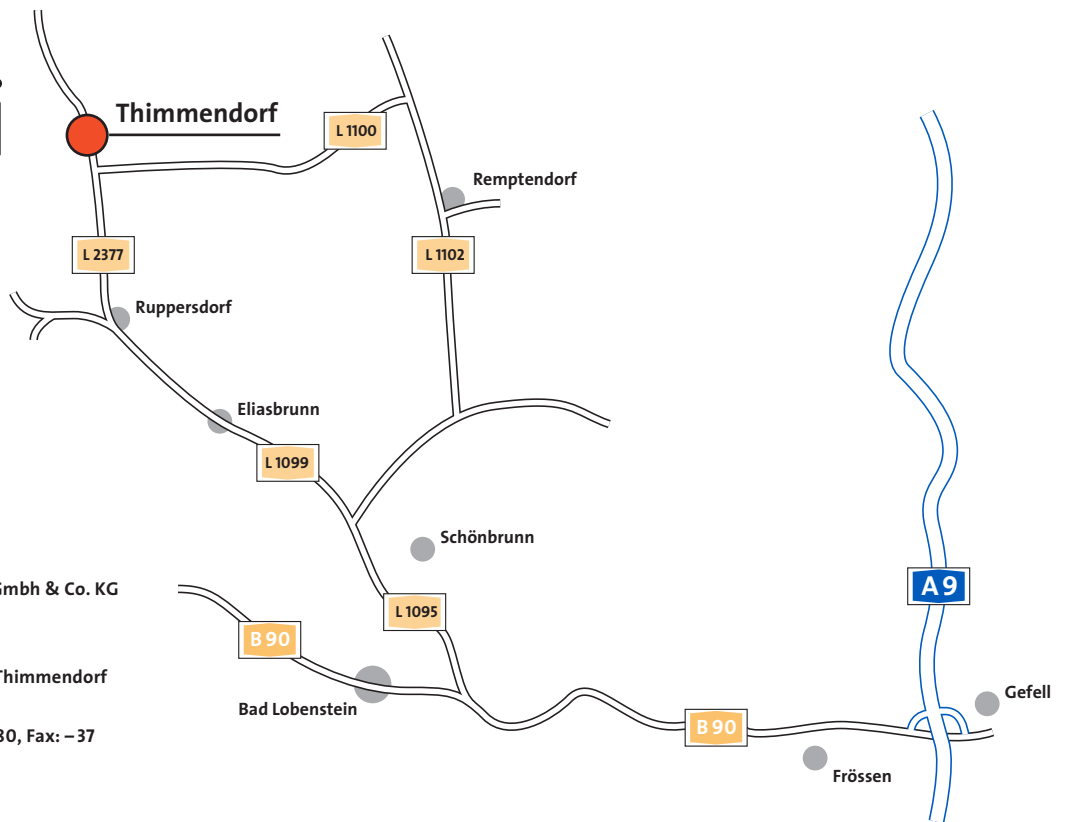 Thimmendorf
L 1100
Remptendorf
L 2377
L 1102
Ruppersdorf
Eliasbrunn
L 1099
Schönbrunn
A 9
Gmbh & Co. KG
L 1095
B 90
Thimmendorf
Gefell
Bad Lobenstein
B 90
30, Fax: – 37
Frössen